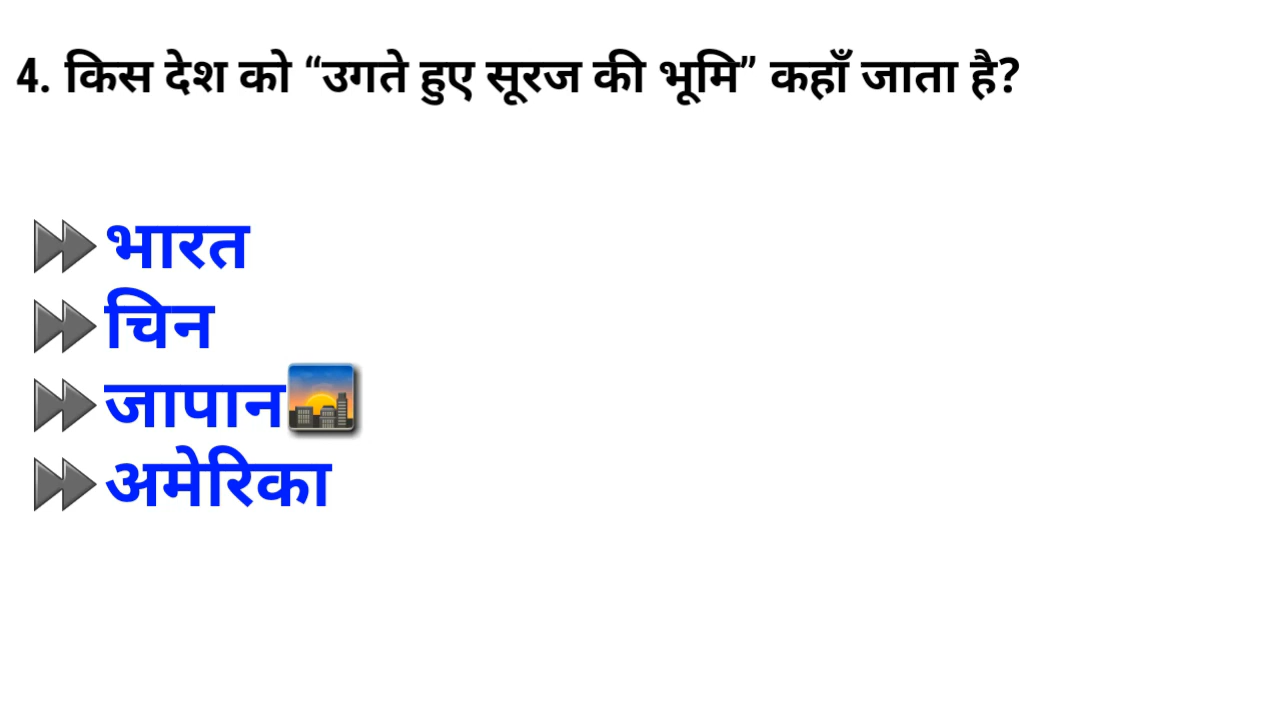 4. किस देश को “उगते हुए सूरज की भूमि” कहाँ जाता है?
भारत
चिन
जापान
अमेरिका